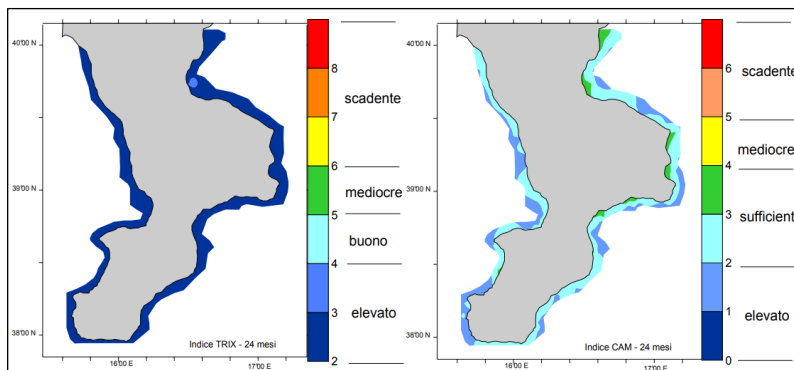 40'00 N
39'00 N
38'00 N
16'00 E
17'00 E
Indice TRIX - 24 mesi
8
7
6
5
4
3
2
scadente
mediocre
buono
elevato
40'00 N
39'00 N
38'00 N
16'00 E
17'00 E
Indice CAM - 24 mesi
6
5
4
3
2
1
0
scadente
mediocre
sufficient
elevato